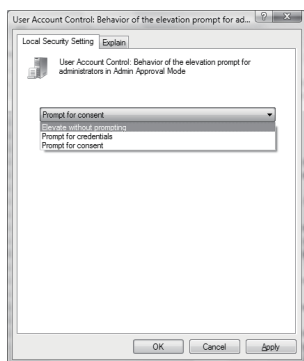 User Account Control: Behavior of the elevation prompt for ad...
Local Security Setting
Explain
User Account Control: Behavior of the elevation prompt for
administrators in Admin Approval Mode
Prompt for consent
Elevate without prompting
Prompt for credentials
Prompt for consent
OK
Cancel
Apply